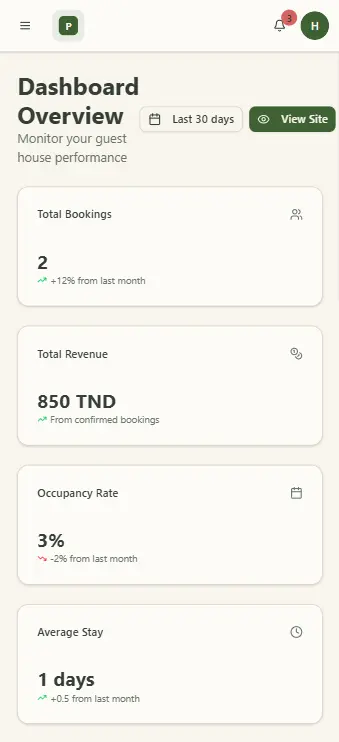 P
3
H
Dashboard
Overview
Monitor your guest
house performance
Last 30 days
View Site
Total Bookings
2
+12% from last month
Total Revenue
850 TND
From confirmed bookings
Occupancy Rate
3%
-2% from last month
Average Stay
1 days
+0.5 from last month